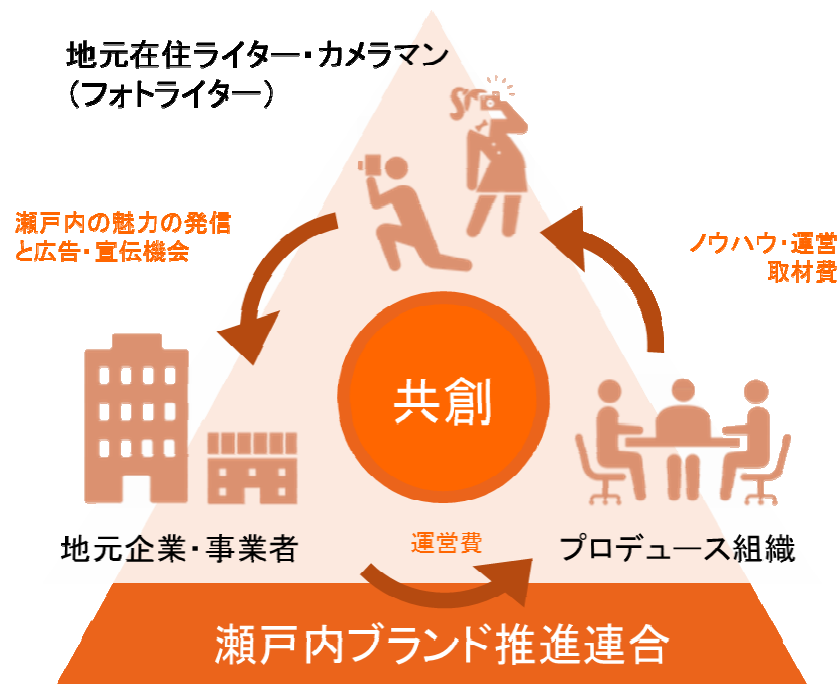 地元在住ライター・カメラマン
（フォトライター）
瀬戸内の魅力の発信
と広告・宣伝機会
ノウハウ・運営
取材費
共創
地元企業・事業者
運営費
プロデュース組織
瀬戸内ブランド推進連合